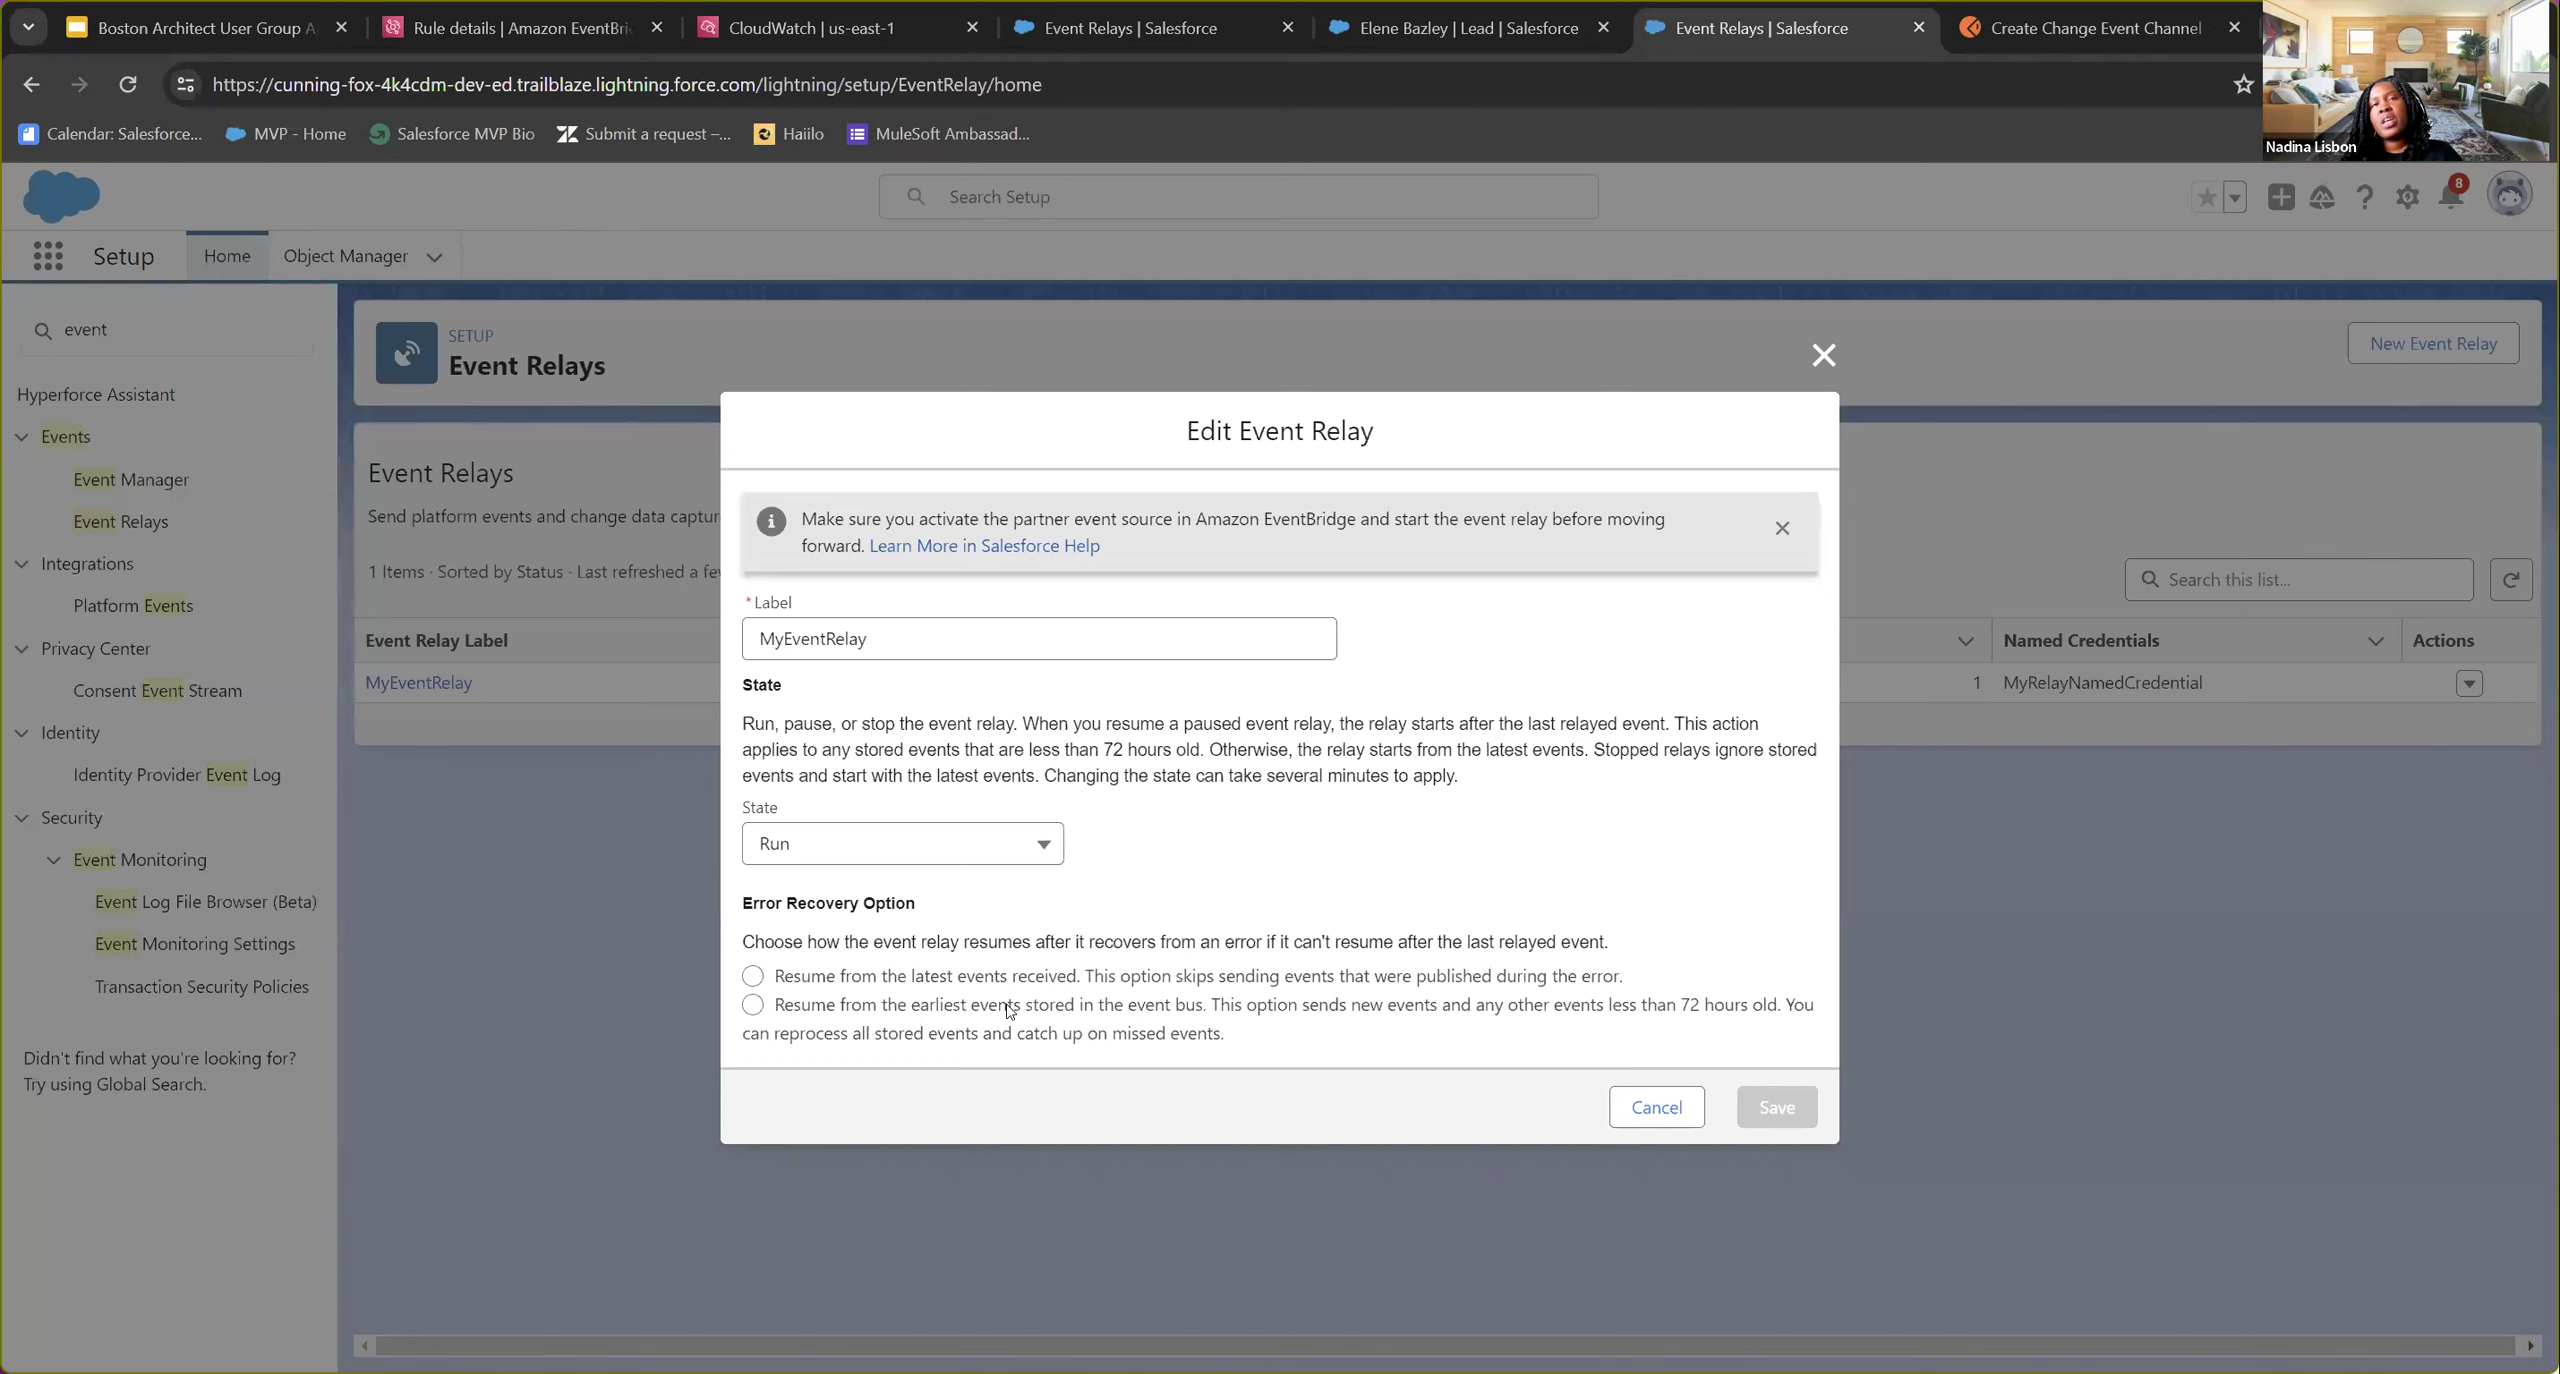 Boston Architect User Group A
Rule details | Amazon EventBri
CloudWatch | us-east-1
Event Relays | Salesforce
Elene Bazley | Lead | Salesforce
Event Relays | Salesforce
Create Change Event Channel
https://cunning-fox-4k4cdm-dev-ed.trailblaze.lightning.force.com/lightning/setup/EventRelay/home
Calendar: Salesforce...
MVP - Home
Salesforce MVP Bio
Submit a request –...
Haiilo
MuleSoft Ambassad...
Nadina Lisbon
Search Setup
8
Setup
Home
Object Manager
event
Hyperforce Assistant
Events
Event Manager
Event Relays
Integrations
Platform Events
Privacy Center
Consent Event Stream
Identity
Identity Provider Event Log
Security
Event Monitoring
Event Log File Browser (Beta)
Event Monitoring Settings
Transaction Security Policies
Didn't find what you're looking for?
Try using Global Search.
SETUP
Event Relays
New Event Relay
Event Relays
Send platform events and change data captur
1 Items · Sorted by Status · Last refreshed a fe
Search this list...
Event Relay Label
Named Credentials
Actions
MyEventRelay
1
MyRelayNamedCredential
Edit Event Relay
Make sure you activate the partner event source in Amazon EventBridge and start the event relay before moving
forward. Learn More in Salesforce Help
* Label
MyEventRelay
State
Run, pause, or stop the event relay. When you resume a paused event relay, the relay starts after the last relayed event. This action
applies to any stored events that are less than 72 hours old. Otherwise, the relay starts from the latest events. Stopped relays ignore stored
events and start with the latest events. Changing the state can take several minutes to apply.
State
Run
Error Recovery Option
Choose how the event relay resumes after it recovers from an error if it can't resume after the last relayed event.
Resume from the latest events received. This option skips sending events that were published during the error.
Resume from the earliest events stored in the event bus. This option sends new events and any other events less than 72 hours old. You
can reprocess all stored events and catch up on missed events.
Cancel
Save